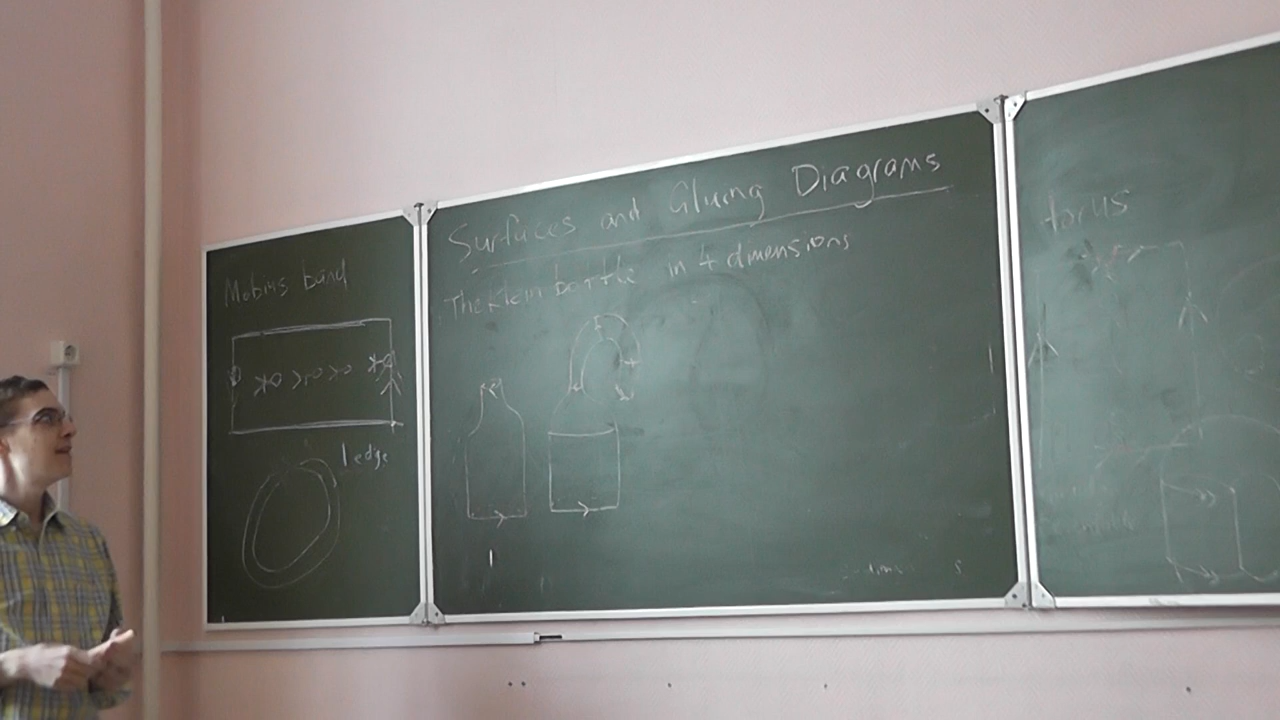 Mobius band
1 edge
Surfaces and Gluing Diagrams
The Klein bottle in 4 dimensions
torus